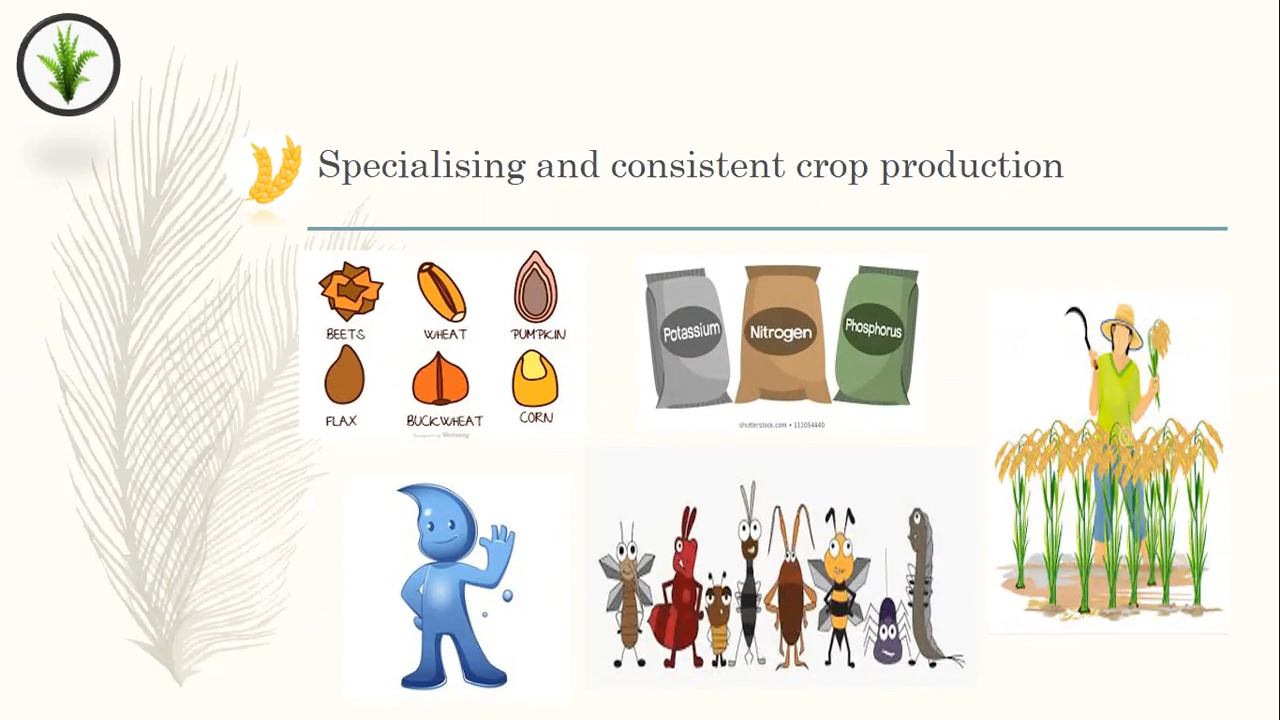 Specialising and consistent crop production
BEETS WHEAT PUMPKIN
FLAX BUCKWHEAT CORN
Potassium Nitrogen Phosphorus
shutterstock.com • 111054440